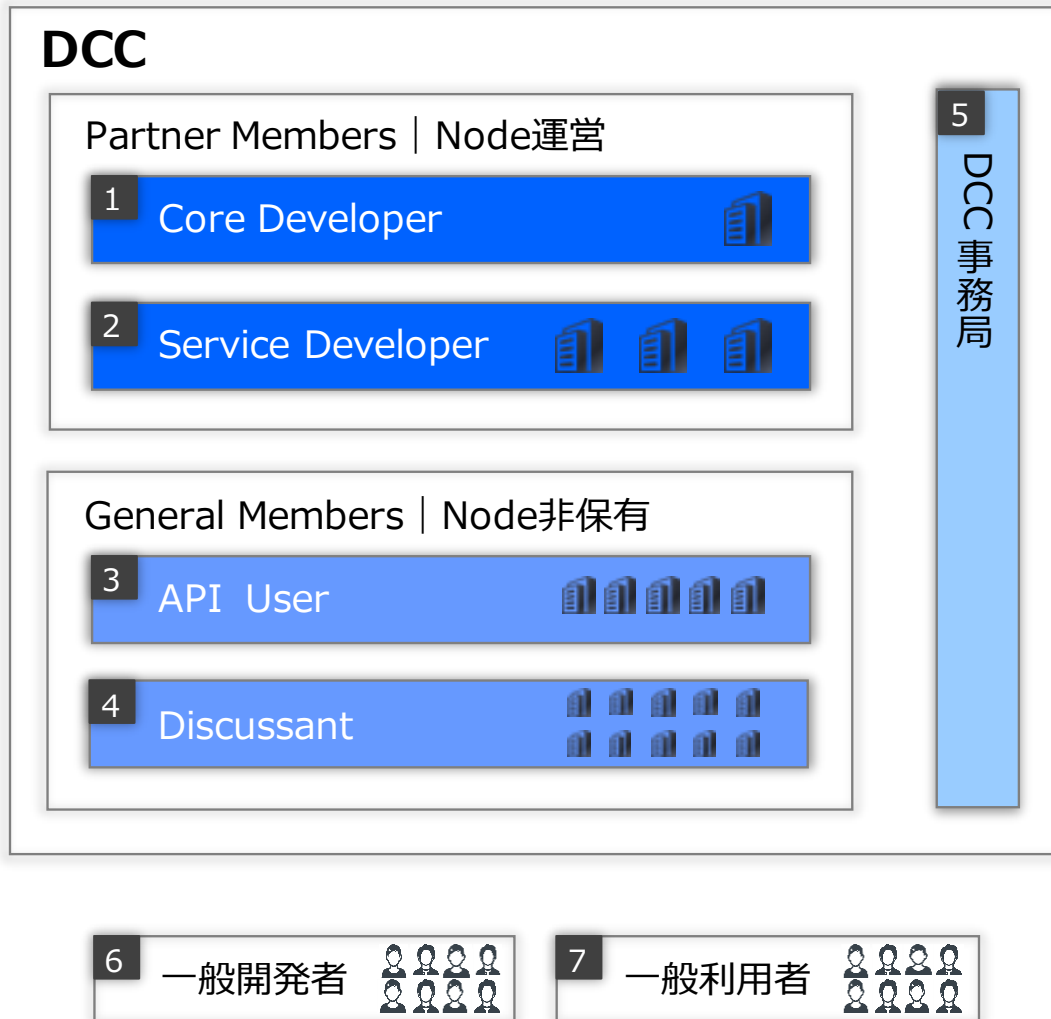 DCC
Partner Members｜Node運営
1
Core Developer
2
Service Developer
General Members｜Node非保有
3
API User
4
Discussant
5
DCC事務局
6
一般開発者
7
一般利用者